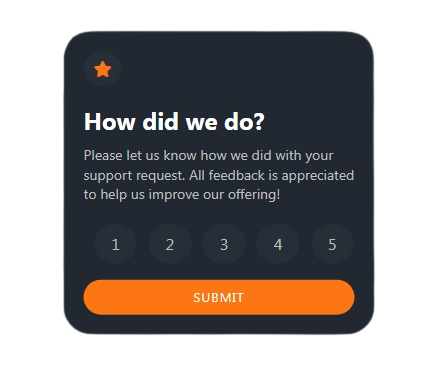 How did we do?
Please let us know how we did with your
support request. All feedback is appreciated
to help us improve our offering!
1 2 3 4 5
SUBMIT